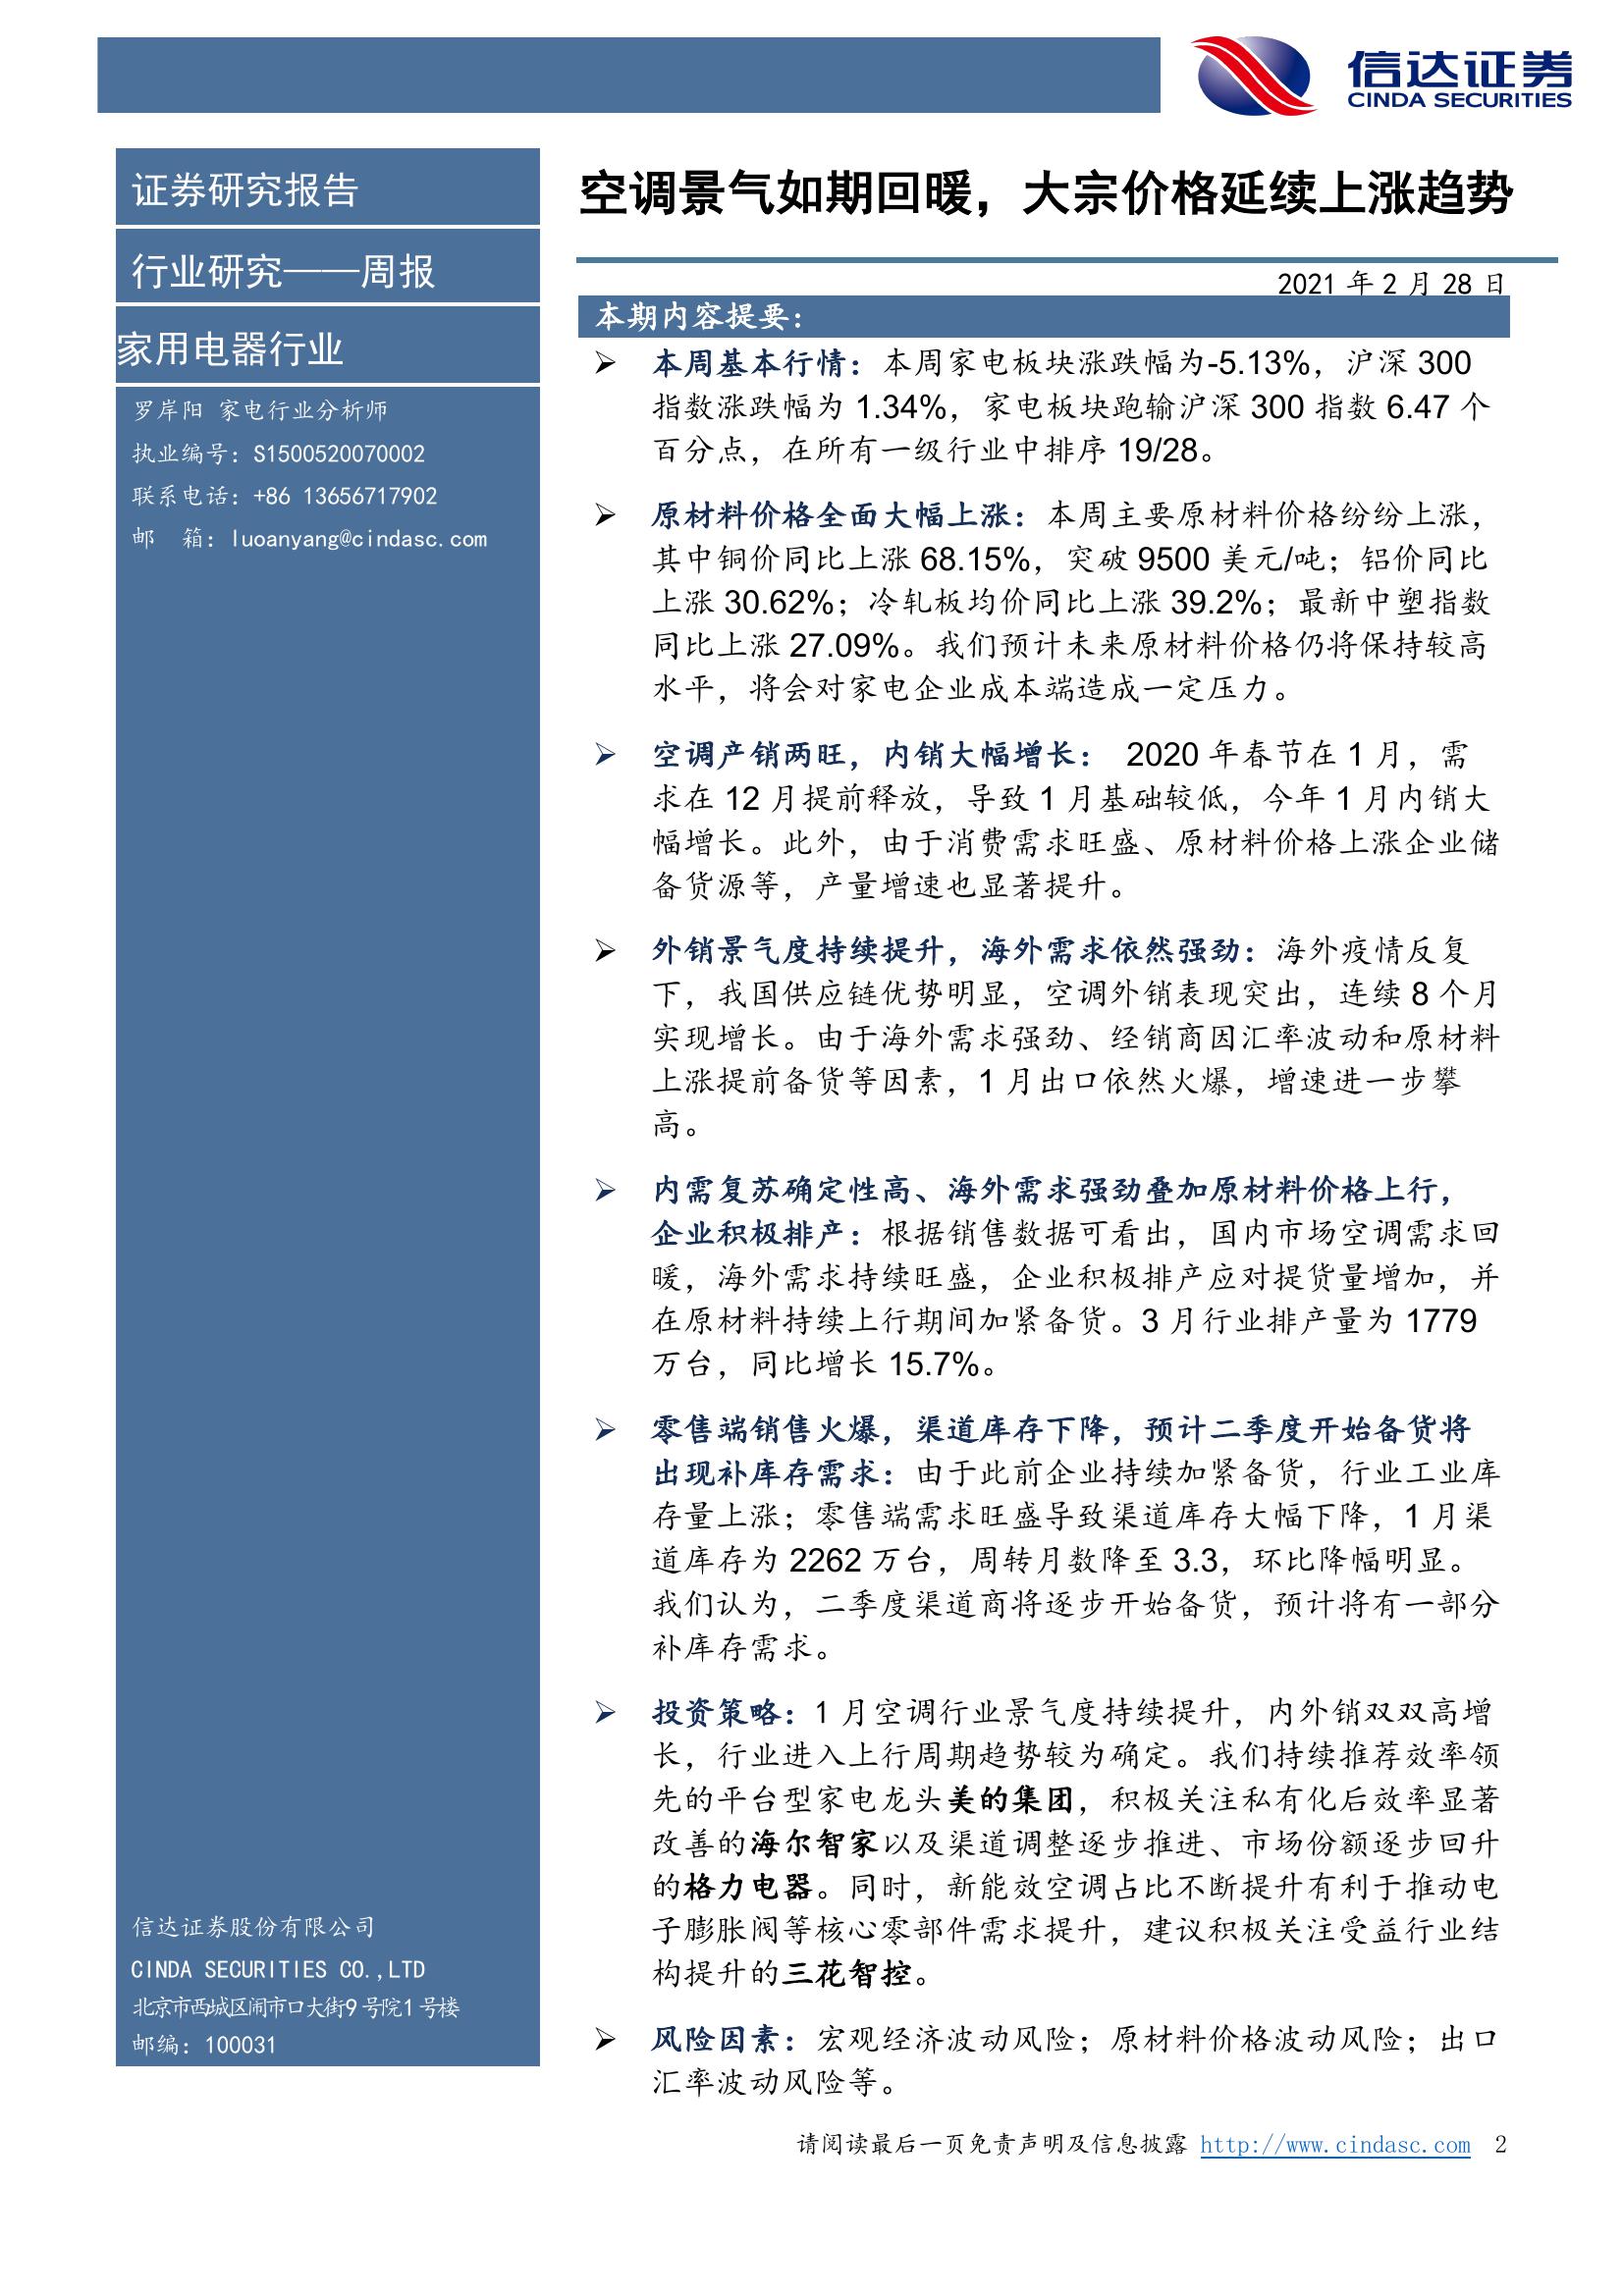 信达证券
CINDA SECURITIES
证券研究报告
行业研究——周报
家用电器行业
罗岸阳 家电行业分析师
执业编号：S1500520070002
联系电话：+86 13656717902
邮 箱：luoanyang@cindasc.com
信达证券股份有限公司
CINDA SECURITIES CO.,LTD
北京市西城区闹市口大街9号院1号楼
邮编：100031
空调景气如期回暖，大宗价格延续上涨趋势
2021 年 2 月 28 日
本期内容提要：
➢ 本周基本行情：本周家电板块涨跌幅为-5.13%，沪深 300
指数涨跌幅为 1.34%，家电板块跑输沪深 300 指数 6.47 个
百分点，在所有一级行业中排序 19/28。
➢ 原材料价格全面大幅上涨：本周主要原材料价格纷纷上涨，
其中铜价同比上涨 68.15%，突破 9500 美元/吨；铝价同比
上涨 30.62%；冷轧板均价同比上涨 39.2%；最新中塑指数
同比上涨 27.09%。我们预计未来原材料价格仍将保持较高
水平，将会对家电企业成本端造成一定压力。
➢ 空调产销两旺，内销大幅增长： 2020 年春节在 1 月，需
求在 12 月提前释放，导致 1 月基础较低，今年 1 月内销大
幅增长。此外，由于消费需求旺盛、原材料价格上涨企业储
备货源等，产量增速也显著提升。
➢ 外销景气度持续提升，海外需求依然强劲：海外疫情反复
下，我国供应链优势明显，空调外销表现突出，连续 8 个月
实现增长。由于海外需求强劲、经销商因汇率波动和原材料
上涨提前备货等因素，1 月出口依然火爆，增速进一步攀
高。
➢ 内需复苏确定性高、海外需求强劲叠加原材料价格上行，
企业积极排产：根据销售数据可看出，国内市场空调需求回
暖，海外需求持续旺盛，企业积极排产应对提货量增加，并
在原材料持续上行期间加紧备货。3 月行业排产量为 1779
万台，同比增长 15.7%。
➢ 零售端销售火爆，渠道库存下降，预计二季度开始备货将
出现补库存需求：由于此前企业持续加紧备货，行业工业库
存量上涨；零售端需求旺盛导致渠道库存大幅下降，1 月渠
道库存为 2262 万台，周转月数降至 3.3，环比降幅明显。
我们认为，二季度渠道商将逐步开始备货，预计将有一部分
补库存需求。
➢ 投资策略：1 月空调行业景气度持续提升，内外销双双高增
长，行业进入上行周期趋势较为确定。我们持续推荐效率领
先的平台型家电龙头美的集团，积极关注私有化后效率显著
改善的海尔智家以及渠道调整逐步推进、市场份额逐步回升
的格力电器。同时，新能效空调占比不断提升有利于推动电
子膨胀阀等核心零部件需求提升，建议积极关注受益行业结
构提升的三花智控。
➢ 风险因素：宏观经济波动风险；原材料价格波动风险；出口
汇率波动风险等。
请阅读最后一页免责声明及信息披露 http://www.cindasc.com 2